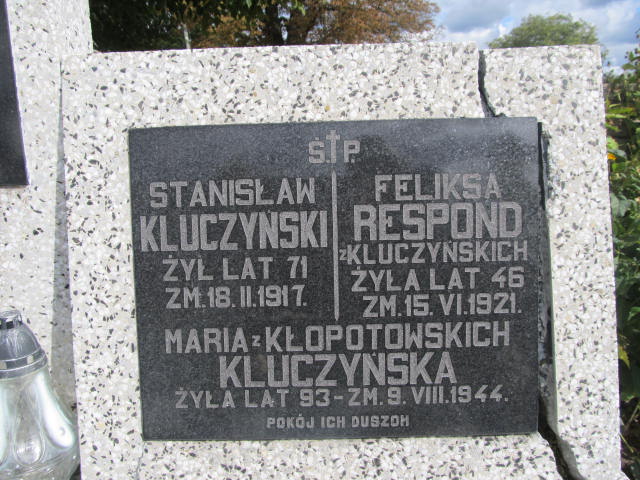 Ś.†P.
STANISŁAW
KLUCZYŃSKI
ŻYŁ LAT 71
ZM. 18. II. 1917.
FELIKSA
RESPOND
z KLUCZYŃSKICH
ŻYŁA LAT 46
ZM. 15. VI. 1921.
MARIA z KŁOPOTOWSKICH
KLUCZYŃSKA
ŻYŁA LAT 93 - ZM. 9. VIII. 1944.
POKÓJ ICH DUSZOM